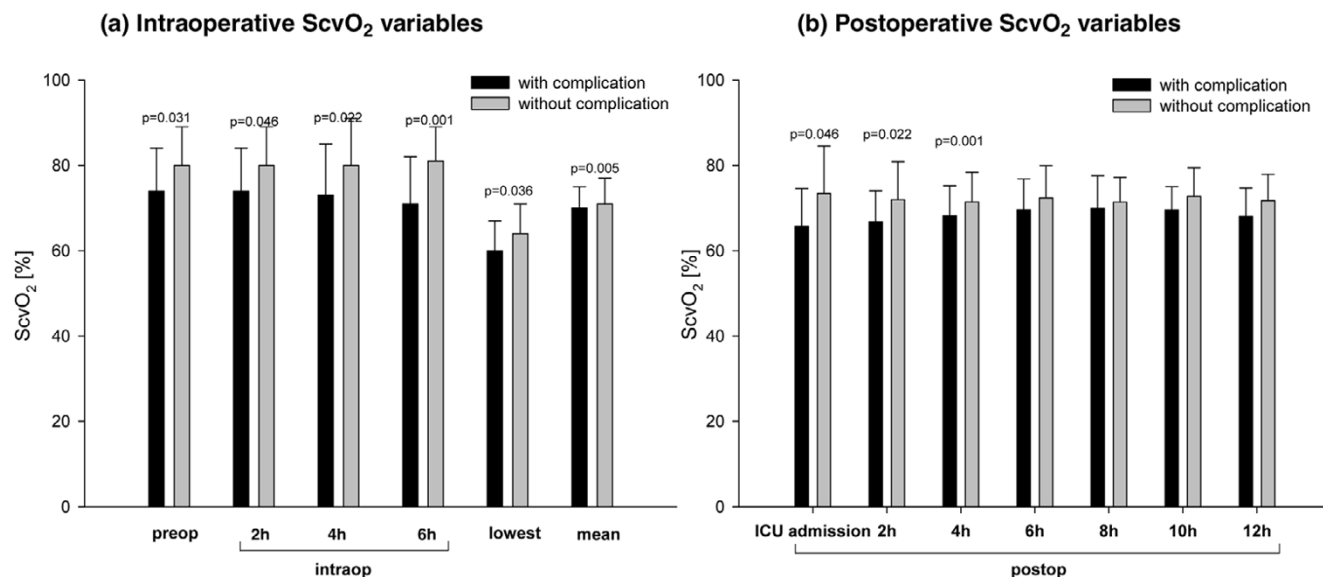 (a) Intraoperative ScvO₂ variables
with complication
without complication
p=0.031
p=0.046
p=0.022
p=0.001
p=0.036
p=0.005
100
80
60
40
20
0
ScvO₂ [%]
preop
2h
4h
6h
lowest
mean
intraop
(b) Postoperative ScvO₂ variables
with complication
without complication
p=0.046
p=0.022
p=0.001
100
80
60
40
20
0
ScvO₂ [%]
ICU admission
2h
4h
6h
8h
10h
12h
postop